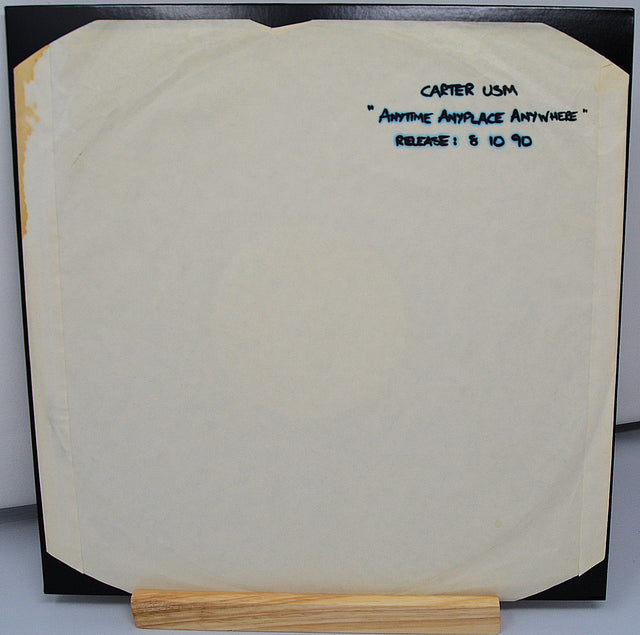 CARTER USM
"ANYTIME ANYPLACE ANYWHERE"
RELEASE: 8 10 90